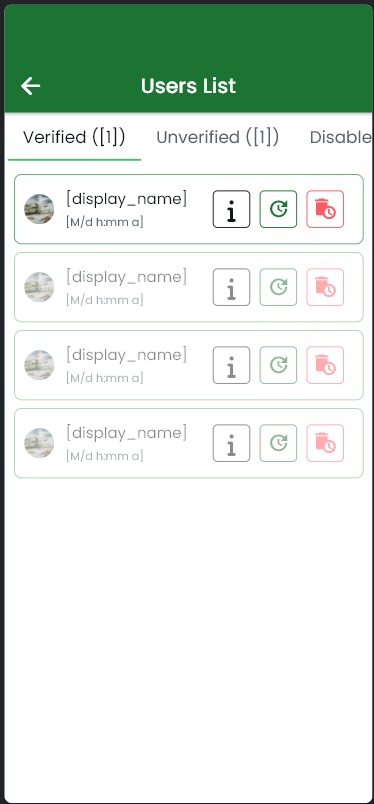 Users List
Verified ([1]) Unverified ([1]) Disable
[display_name]
[M/d h:mm a]
[display_name]
[M/d h:mm a]
[display_name]
[M/d h:mm a]
[display_name]
[M/d h:mm a]